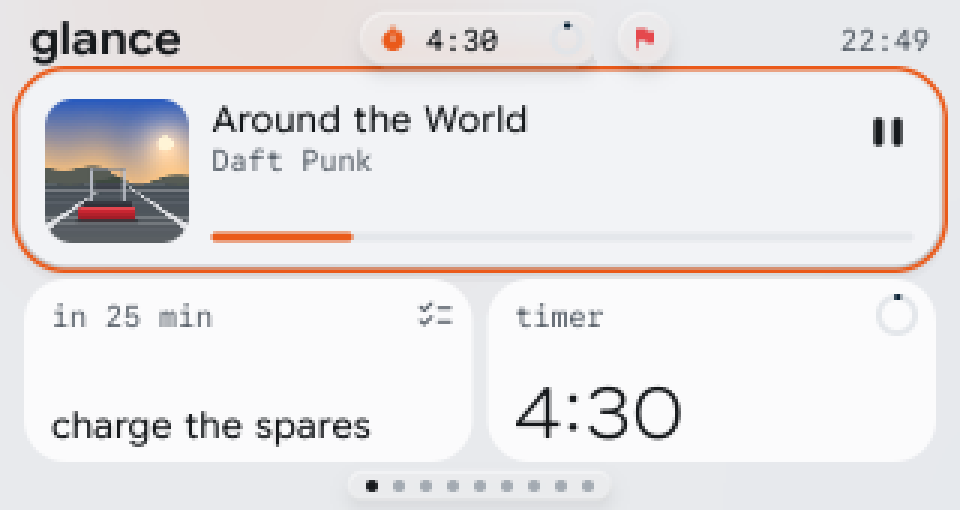 glance
4:30
22:49
Around the World
Daft Punk
in 25 min
charge the spares
timer
4:30